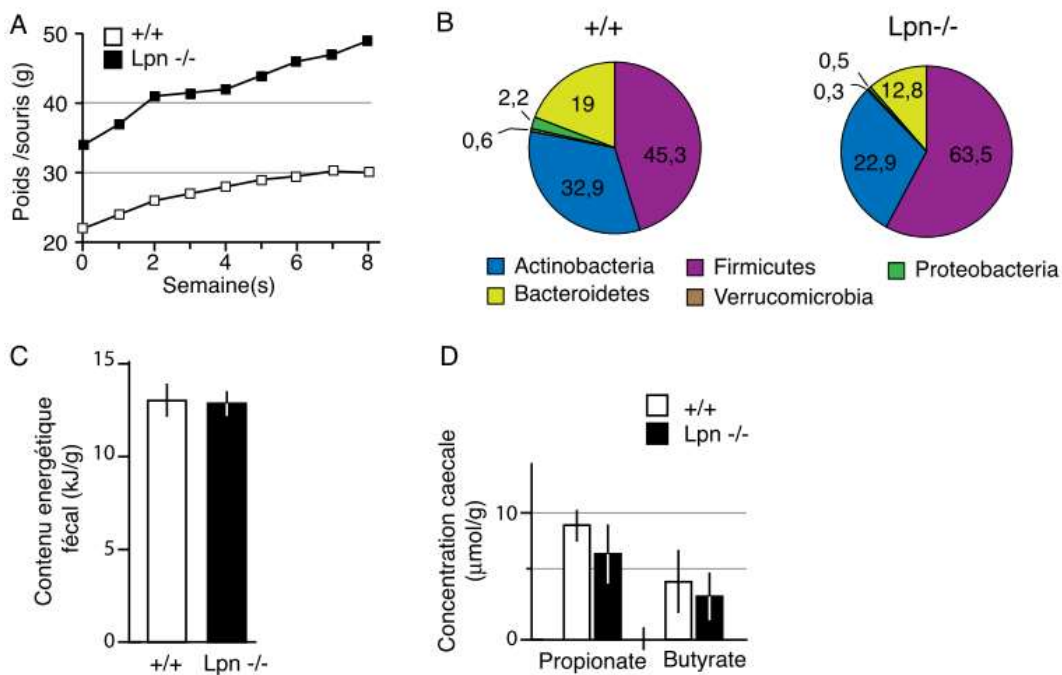 A
+/+
Lpn -/-
Poids /souris (g)
50
40
30
20
0
2
4
6
8
Semaine(s)
B
+/+
Lpn-/-
2,2
0,6
19
45,3
32,9
0,5
0,3
12,8
22,9
63,5
Actinobacteria
Firmicutes
Proteobacteria
Bacteroidetes
Verrucomicrobia
C
Contenu energétique
fécal (kJ/g)
15
10
5
0
+/+
Lpn -/-
D
+/+
Lpn -/-
Concentration caecale
(µmol/g)
10
0
Propionate
Butyrate